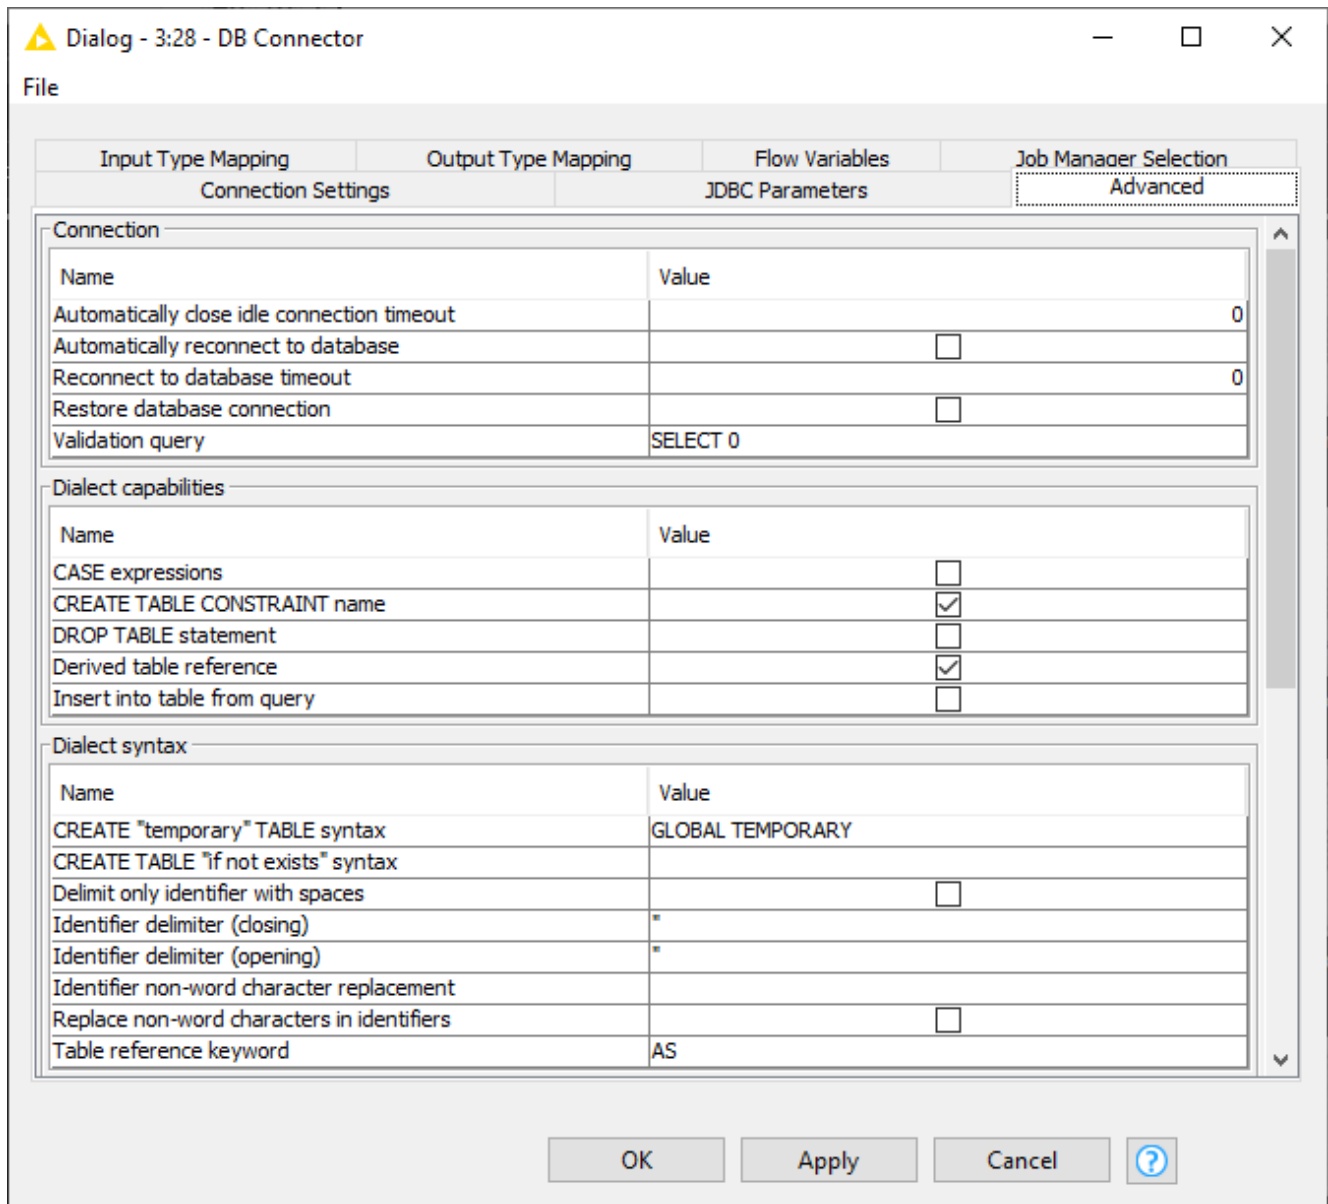 Dialog - 3:28 - DB Connector
File
Input Type Mapping Output Type Mapping Flow Variables Job Manager Selection
Connection Settings JDBC Parameters Advanced
Connection
Name Value
Automatically close idle connection timeout 0
Automatically reconnect to database
Reconnect to database timeout 0
Restore database connection
Validation query SELECT 0
Dialect capabilities
Name Value
CASE expressions
CREATE TABLE CONSTRAINT name
DROP TABLE statement
Derived table reference
Insert into table from query
Dialect syntax
Name Value
CREATE "temporary" TABLE syntax GLOBAL TEMPORARY
CREATE TABLE "if not exists" syntax
Delimit only identifier with spaces
Identifier delimiter (closing) "
Identifier delimiter (opening) "
Identifier non-word character replacement
Replace non-word characters in identifiers
Table reference keyword AS
OK Apply Cancel ?